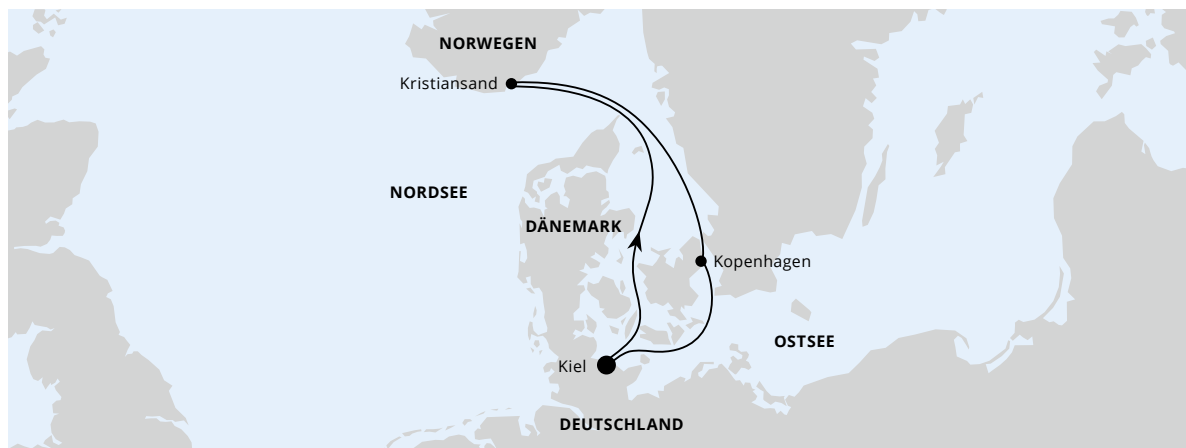 NORWEGEN
Kristiansand
NORDSEE
DÄNEMARK
Kopenhagen
OSTSEE
Kiel
DEUTSCHLAND